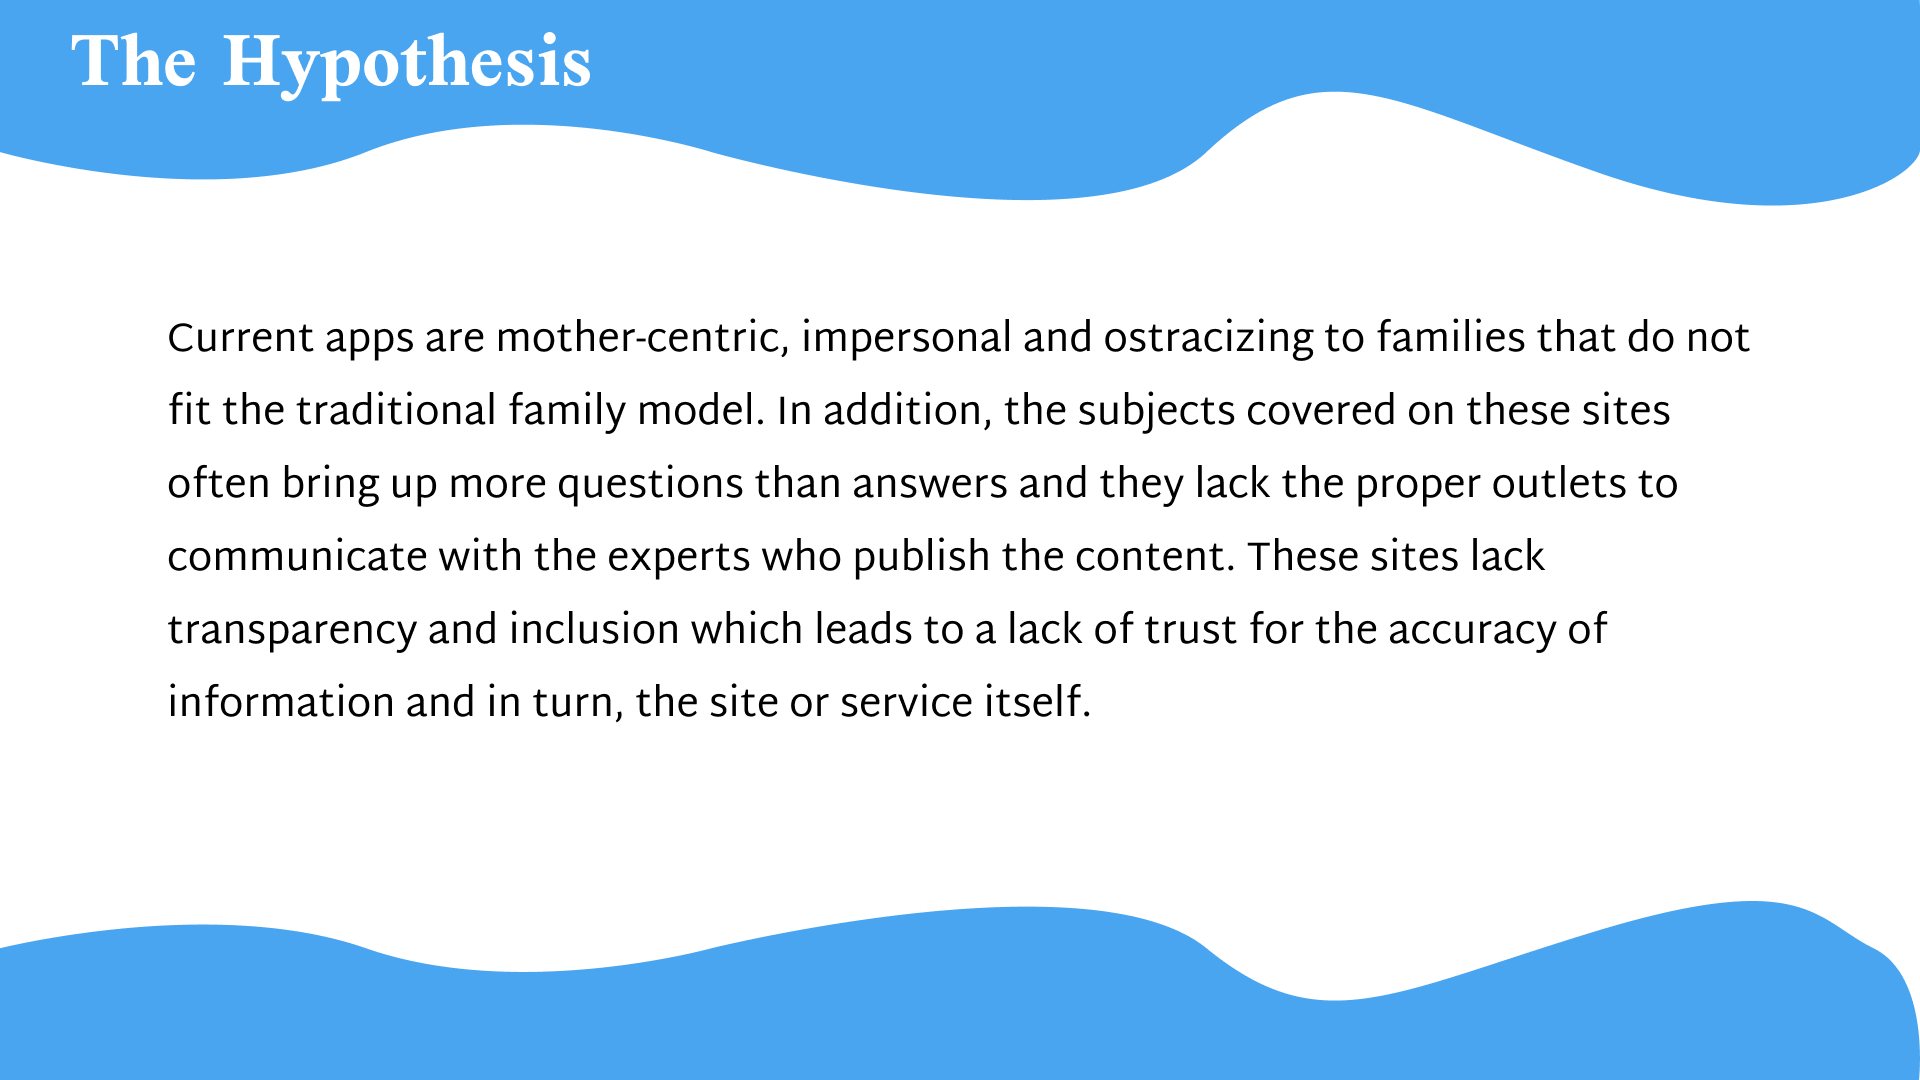 The Hypothesis
Current apps are mother-centric, impersonal and ostracizing to families that do not
fit the traditional family model. In addition, the subjects covered on these sites
often bring up more questions than answers and they lack the proper outlets to
communicate with the experts who publish the content. These sites lack
transparency and inclusion which leads to a lack of trust for the accuracy of
information and in turn, the site or service itself.